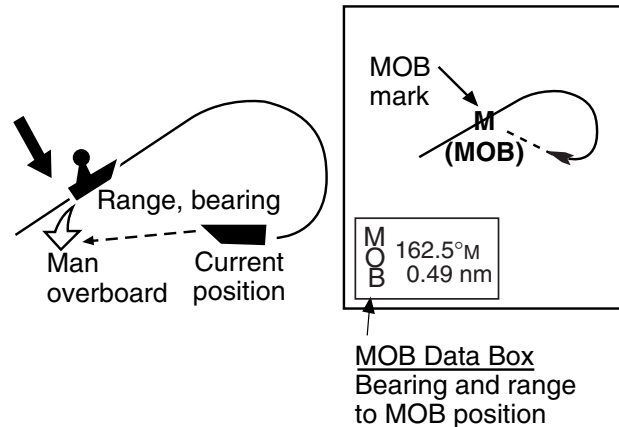 Range, bearing
Man
overboard
Current
position
MOB
mark
M
(MOB)
M
O
B
162.5°M
0.49 nm
MOB Data Box
Bearing and range
to MOB position